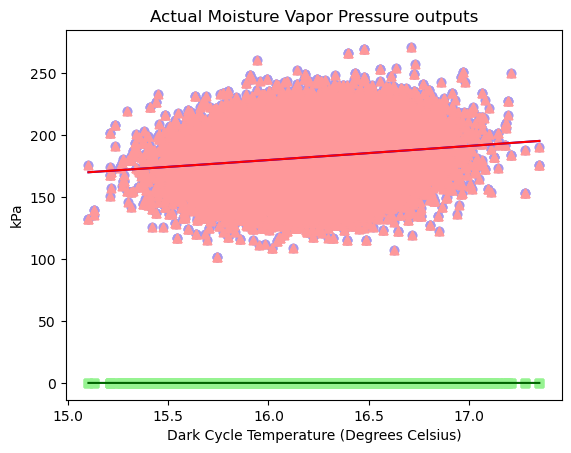 Actual Moisture Vapor Pressure outputs
250
200
150
100
50
0
kPa
15.0 15.5 16.0 16.5 17.0
Dark Cycle Temperature (Degrees Celsius)